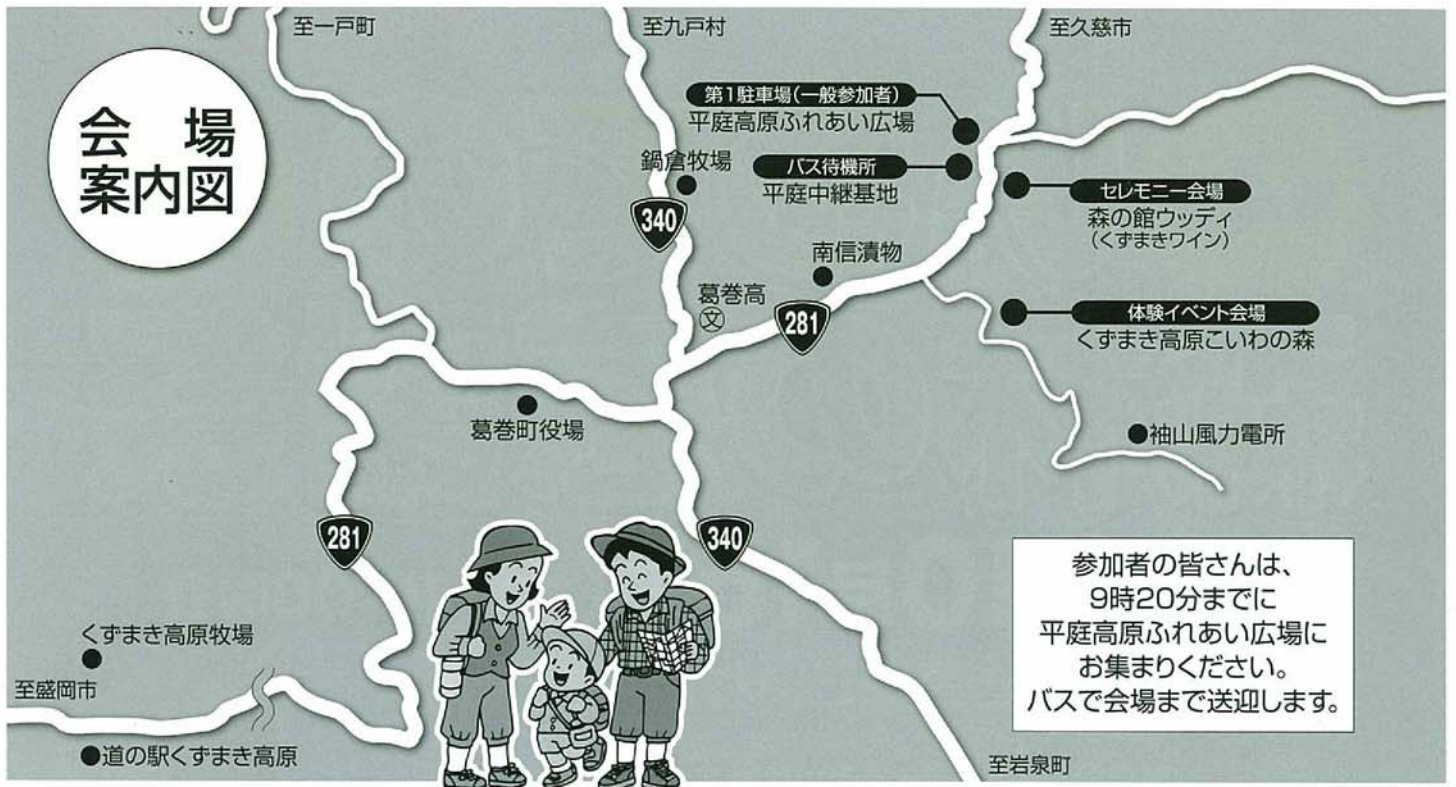 会場
案内図
至一戸町
至九戸村
至久慈市
第1駐車場(一般参加者)
平庭高原ふれあい広場
鍋倉牧場
バス待機所
平庭中継基地
セレモニー会場
森の館ウッディ
(くずまきワイン)
340
南信漬物
葛巻高
文
281
体験イベント会場
くずまき高原こいわの森
葛巻町役場
袖山風力電所
281
340
参加者の皆さんは、
9時20分までに
平庭高原ふれあい広場に
お集まりください。
バスで会場まで送迎します。
くずまき高原牧場
至盛岡市
道の駅くずまき高原
至岩泉町